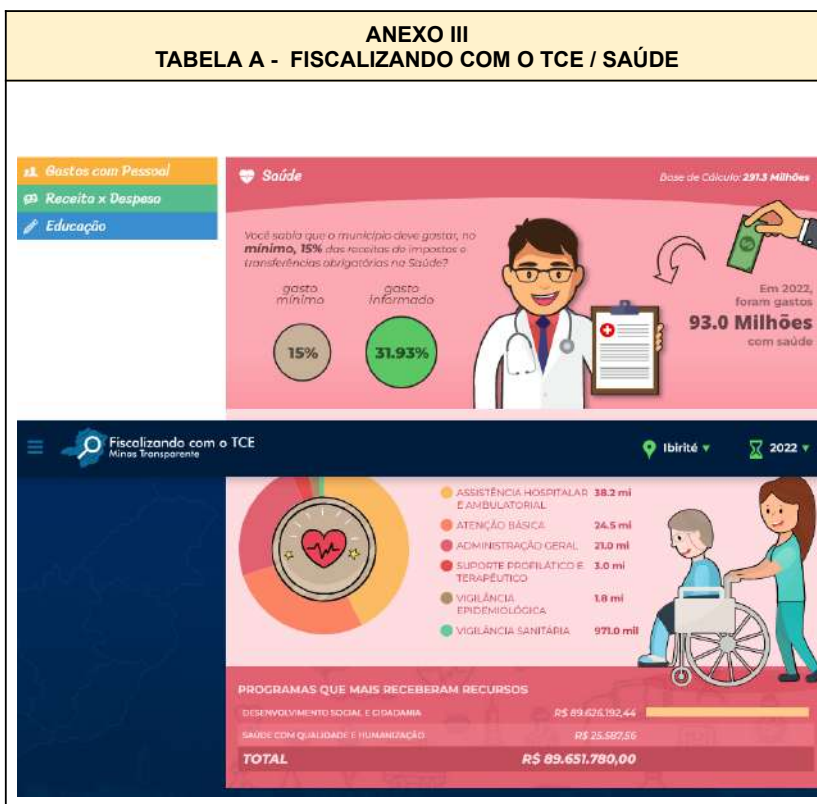 ANEXO III
TABELA A - FISCALIZANDO COM O TCE / SAÚDE
Gastos com Pessoal
Receita x Despesa
Educação
Saúde
Base de Cálculo: 291.3 Milhões
Você sabia que o município deve gastar, no
mínimo, 15% das receitas de impostos e
transferências obrigatórias na Saúde?
gasto
mínimo
15%
gasto
informado
31.93%
Em 2022,
foram gastos
93.0 Milhões
com saúde
Fiscalizando com o TCE
Minas Transparente
Ibirité
2022
ASSISTÊNCIA HOSPITALAR E AMBULATORIAL 38.2 mi
ATENÇÃO BÁSICA 24.5 mi
ADMINISTRAÇÃO GERAL 21.0 mi
SUPORTE PROFILÁTICO E TERAPÊUTICO 3.0 mi
VIGILÂNCIA EPIDEMIOLÓGICA 1.8 mi
VIGILÂNCIA SANITÁRIA 971.0 mil
PROGRAMAS QUE MAIS RECEBERAM RECURSOS
DESENVOLVIMENTO SOCIAL E CIDADANIA R$ 89.626.192,44
SAÚDE COM QUALIDADE E HUMANIZAÇÃO R$ 25.587,56
TOTAL R$ 89.651.780,00